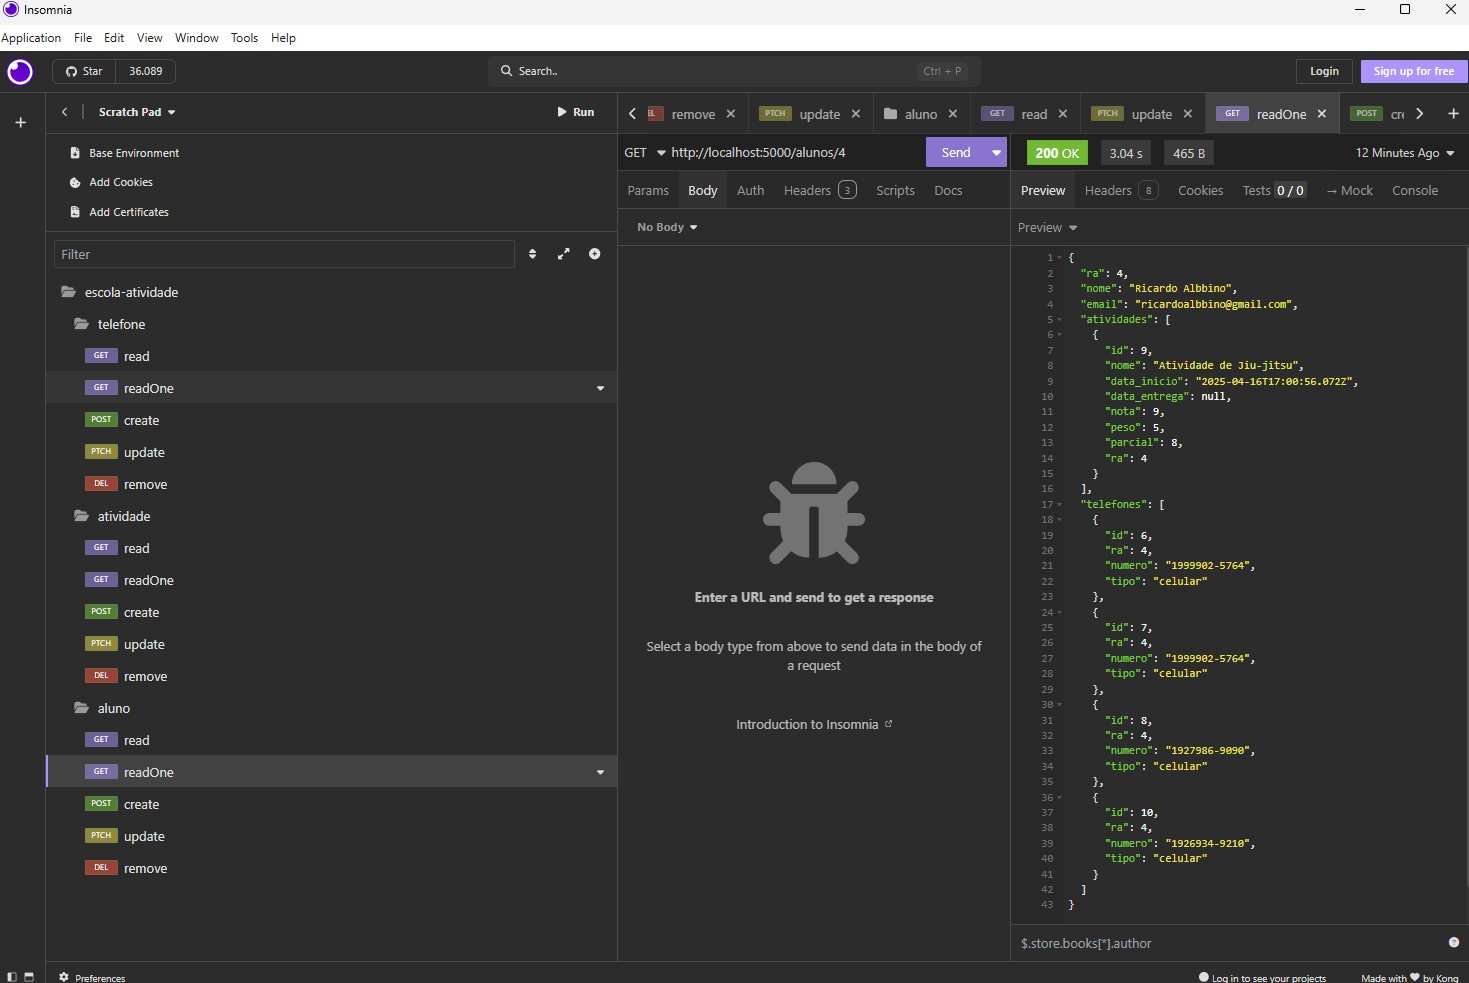 Insomnia
Application File Edit View Window Tools Help
Star 36.089
Search.. Ctrl + P
Login Sign up for free
Scratch Pad
Run
Base Environment
Add Cookies
Add Certificates
Filter
escola-atividade
telefone
GET read
GET readOne
POST create
PTCH update
DEL remove
atividade
GET read
GET readOne
POST create
PTCH update
DEL remove
aluno
GET read
GET readOne
POST create
PTCH update
DEL remove
EL remove PTCH update aluno GET read PTCH update GET readOne POST cre
GET http://localhost:5000/alunos/4 Send
Params Body Auth Headers 3 Scripts Docs
No Body
Enter a URL and send to get a response
Select a body type from above to send data in the body of
a request
Introduction to Insomnia
200 OK 3.04 s 465 B 12 Minutes Ago
Preview Headers 8 Cookies Tests 0 / 0 → Mock Console
Preview
1 {
2 "ra": 4,
3 "nome": "Ricardo Albbino",
4 "email": "ricardoalbbino@gmail.com",
5 "atividades": [
6 {
7 "id": 9,
8 "nome": "Atividade de Jiu-jitsu",
9 "data_inicio": "2025-04-16T17:00:56.072Z",
10 "data_entrega": null,
11 "nota": 9,
12 "peso": 5,
13 "parcial": 8,
14 "ra": 4
15 }
16 ],
17 "telefones": [
18 {
19 "id": 6,
20 "ra": 4,
21 "numero": "1999902-5764",
22 "tipo": "celular"
23 },
24 {
25 "id": 7,
26 "ra": 4,
27 "numero": "1999902-5764",
28 "tipo": "celular"
29 },
30 {
31 "id": 8,
32 "ra": 4,
33 "numero": "1927986-9090",
34 "tipo": "celular"
35 },
36 {
37 "id": 10,
38 "ra": 4,
39 "numero": "1926934-9210",
40 "tipo": "celular"
41 }
42 ]
43 }
$.store.books[*].author
Preferences
Log in to see your projects Made with ♥ by Kong